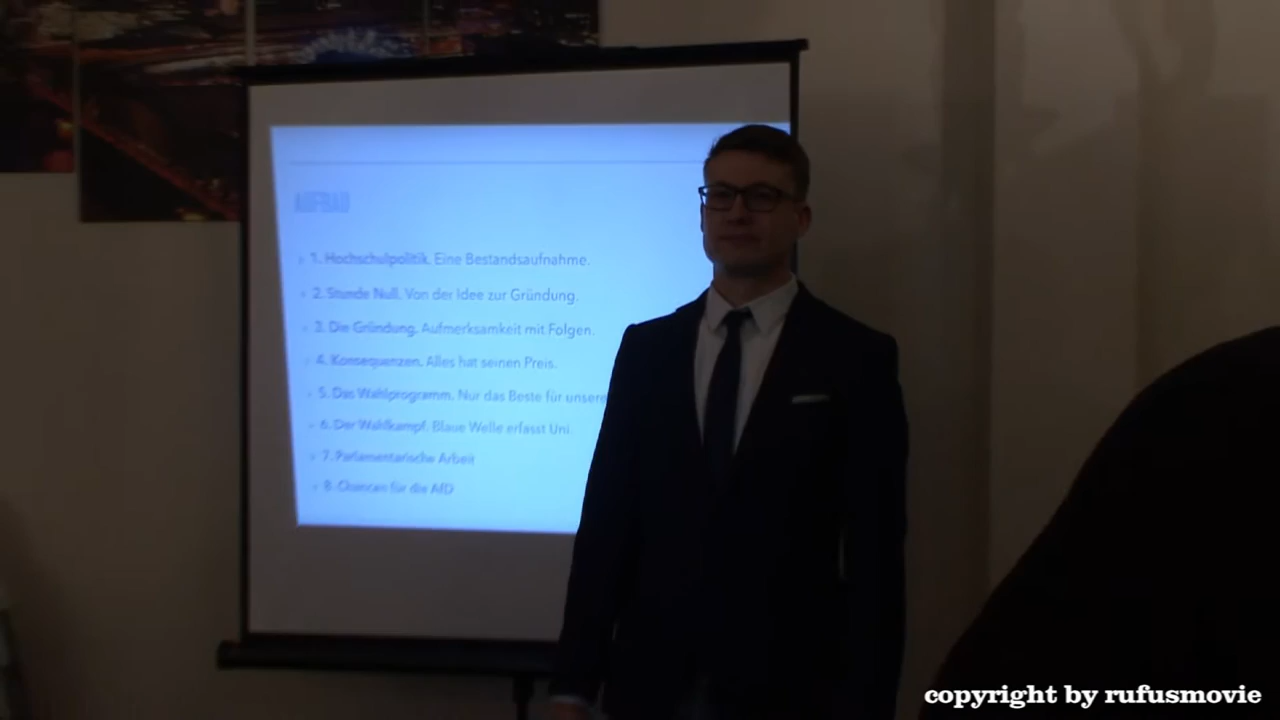 AUFBAU
1. Hochschulpolitik. Eine Bestandsaufnahme.
2. Stunde Null. Von der Idee zur Gründung.
3. Die Gründung. Aufmerksamkeit mit Folgen.
4. Konsequenzen. Alles hat seinen Preis.
5. Das Wahlprogramm. Nur das Beste für unsere
6. Der Wahlkampf. Blaue Welle erfasst Uni.
7. Parlamentarische Arbeit
8. Chancen für die AfD
copyright by rufusmovie